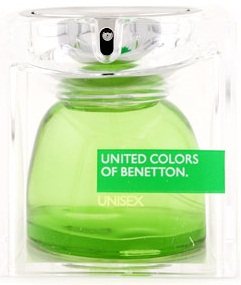 UNITED COLORS
OF BENETTON.
UNISEX